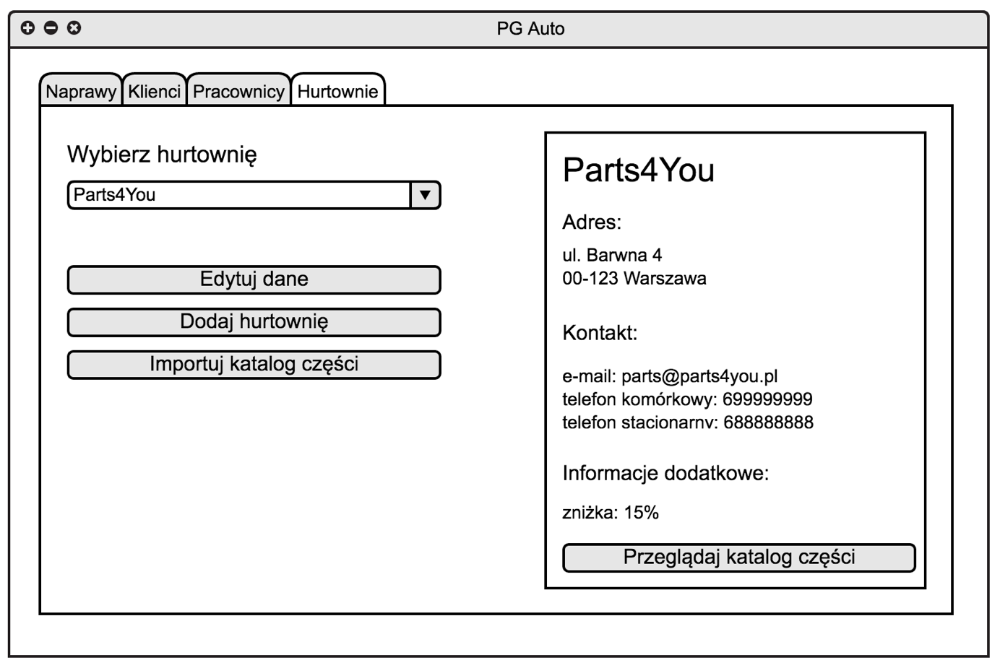 PG Auto
Naprawy Klienci Pracownicy Hurtownie
Wybierz hurtownię
Parts4You
Edytuj dane
Dodaj hurtownię
Importuj katalog części
Parts4You
Adres:
ul. Barwna 4
00-123 Warszawa
Kontakt:
e-mail: parts@parts4you.pl
telefon komórkowy: 699999999
telefon stacjonarny: 688888888
Informacje dodatkowe:
zniżka: 15%
Przeglądaj katalog części